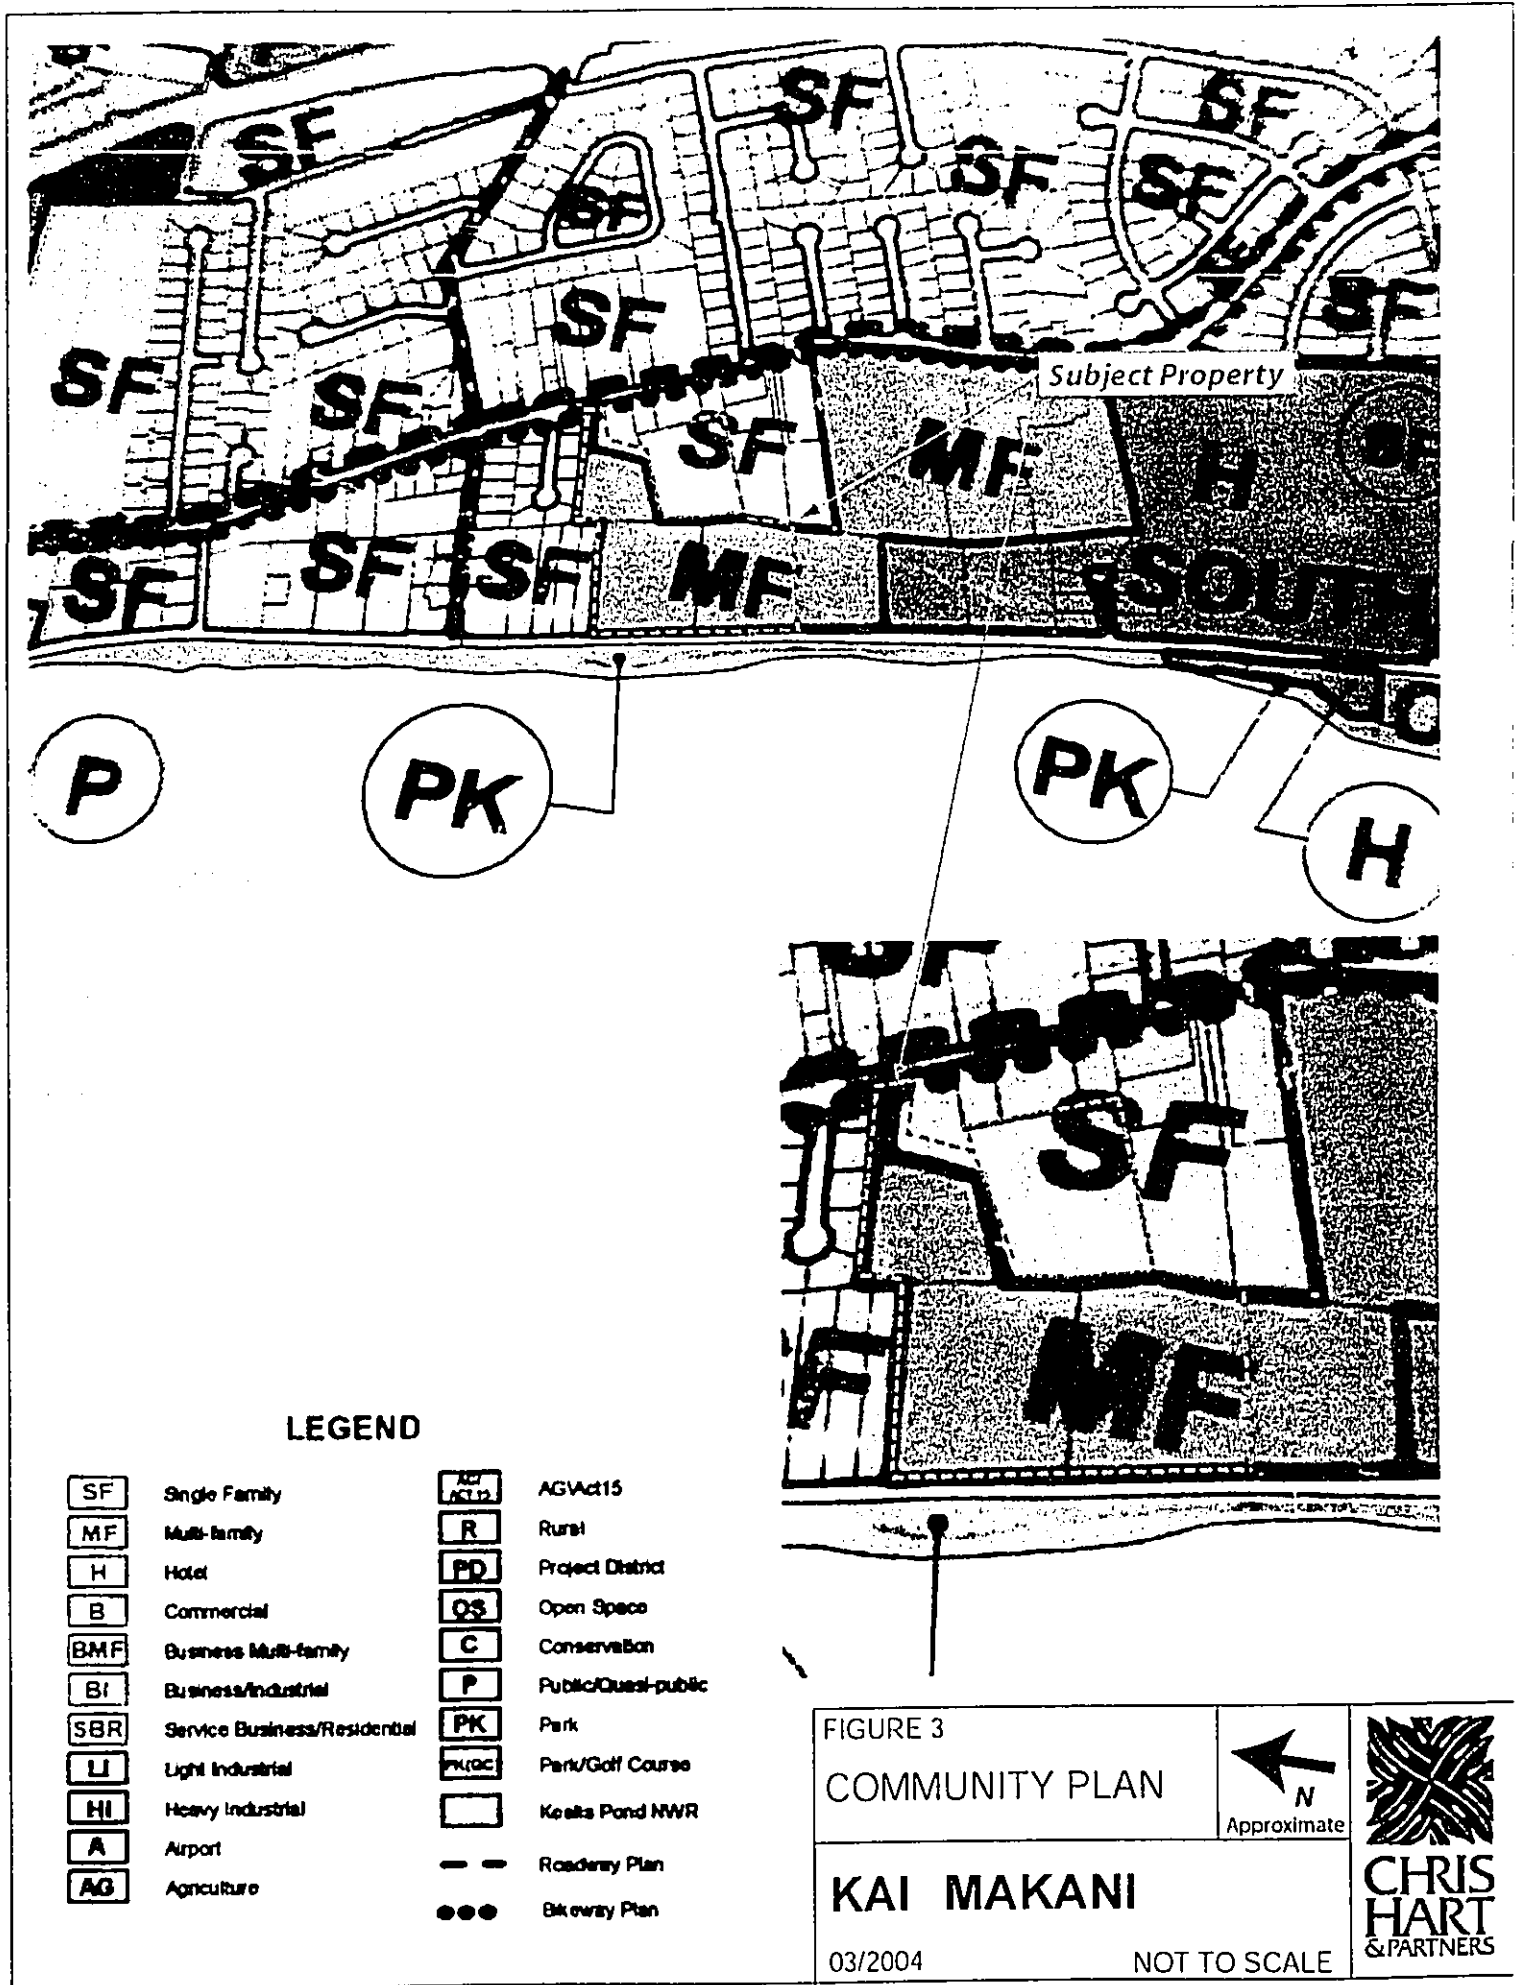 SF
SF
SF
SF
SF
SF
SF
SF
SF
Subject Property
SF
SF
MF
H
SF
SF
SF
MF
SOUTH
P
PK
PK
H
SF
MF
LEGEND
SF Single Family
MF Multi-family
H Hotel
B Commercial
BMF Business Multi-family
BI Business/Industrial
SBR Service Business/Residential
LI Light Industrial
HI Heavy Industrial
A Airport
AG Agriculture
AG/ ACT 15 AG\Act15
R Rural
PD Project District
OS Open Space
C Conservation
P Public/Quasi-public
PK Park
PK(GC) Park/Golf Course
Kealia Pond NWR
Roadway Plan
Bikeway Plan
FIGURE 3
COMMUNITY PLAN
N
Approximate
KAI MAKANI
03/2004 NOT TO SCALE
CHRIS
HART
& PARTNERS